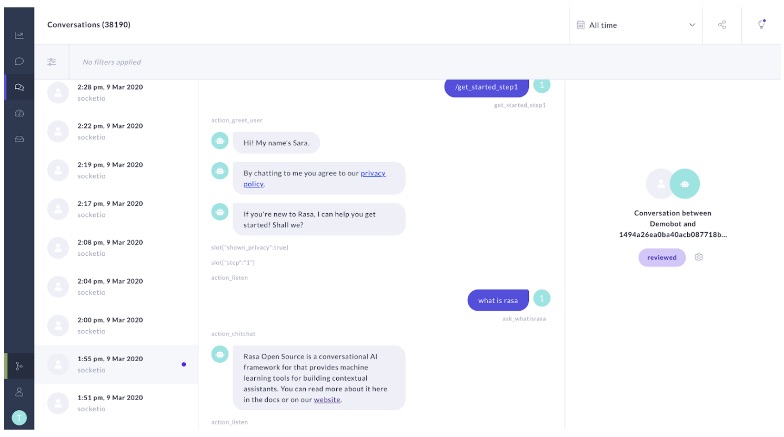 Conversations (38190)
All time
No filters applied
2:28 pm, 9 Mar 2020
socketio
2:22 pm, 9 Mar 2020
socketio
2:19 pm, 9 Mar 2020
socketio
2:17 pm, 9 Mar 2020
socketio
2:08 pm, 9 Mar 2020
socketio
2:04 pm, 9 Mar 2020
socketio
2:00 pm, 9 Mar 2020
socketio
1:55 pm, 9 Mar 2020
socketio
1:51 pm, 9 Mar 2020
socketio
T
/get_started_step1
1
get_started_step1
action_greet_user
Hi! My name's Sara.
By chatting to me you agree to our privacy
policy.
If you're new to Rasa, I can help you get
started! Shall we?
slot{"shown_privacy":true}
slot{"step":"1"}
action_listen
what is rasa
1
ask_whatisrasa
action_chitchat
Rasa Open Source is a conversational AI
framework for that provides machine
learning tools for building contextual
assistants. You can read more about it here
in the docs or on our website.
action_listen
Conversation between
Demobot and
1494a26ea0ba40acb087718b...
reviewed